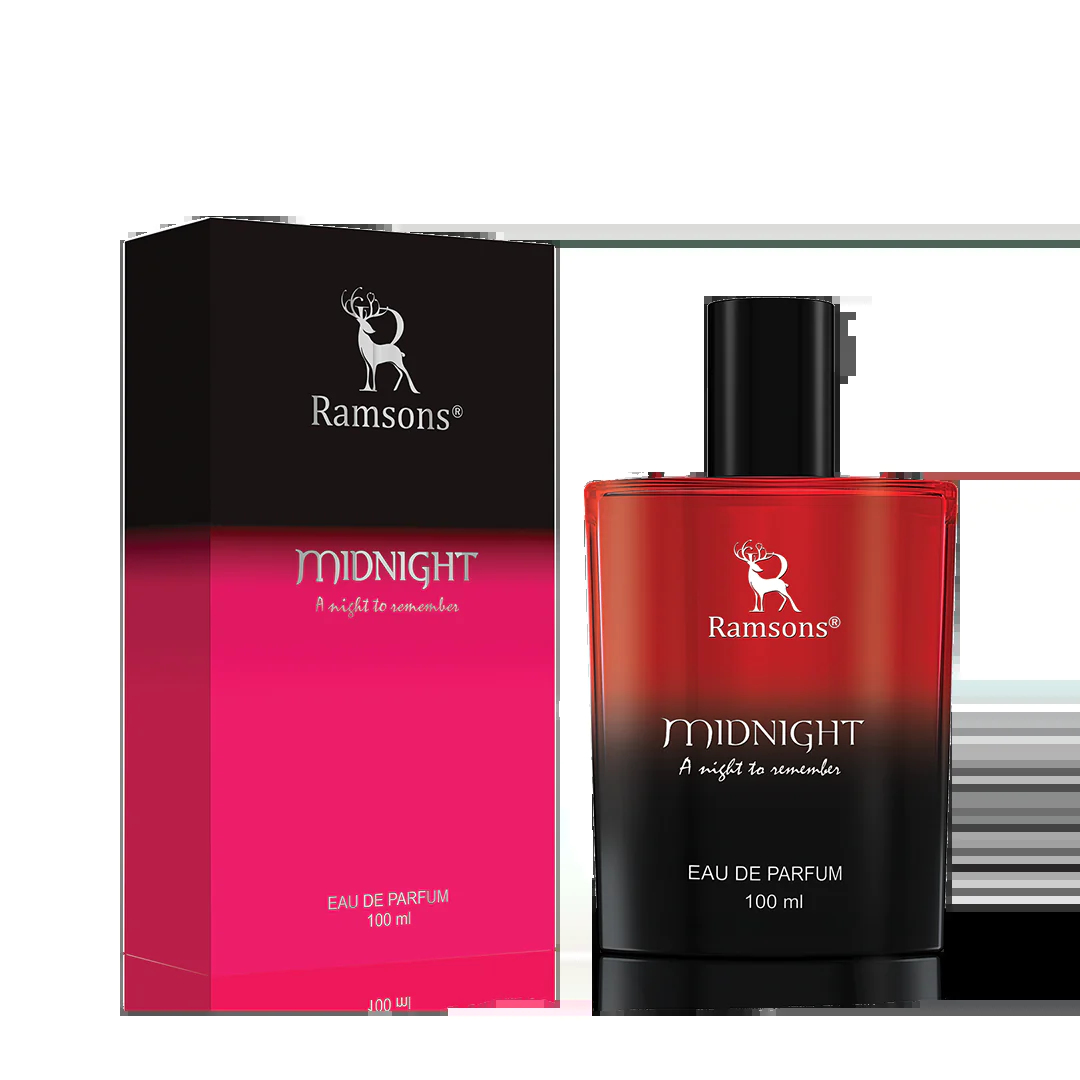 Ramsons®
MIDNIGHT
A night to remember
EAU DE PARFUM
100 ml
100 ml
Ramsons®
MIDNIGHT
A night to remember
EAU DE PARFUM
100 ml